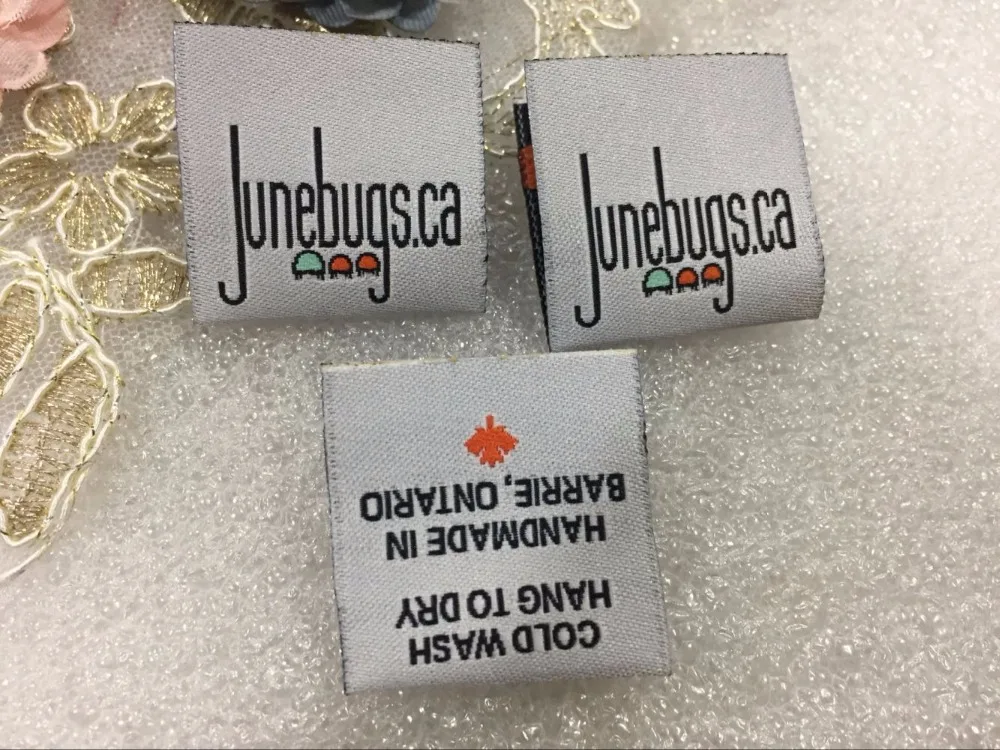 Junebugs.ca
Junebugs.ca
COLD WASH
HANG TO DRY
HANDMADE IN
BARRIE, ONTARIO